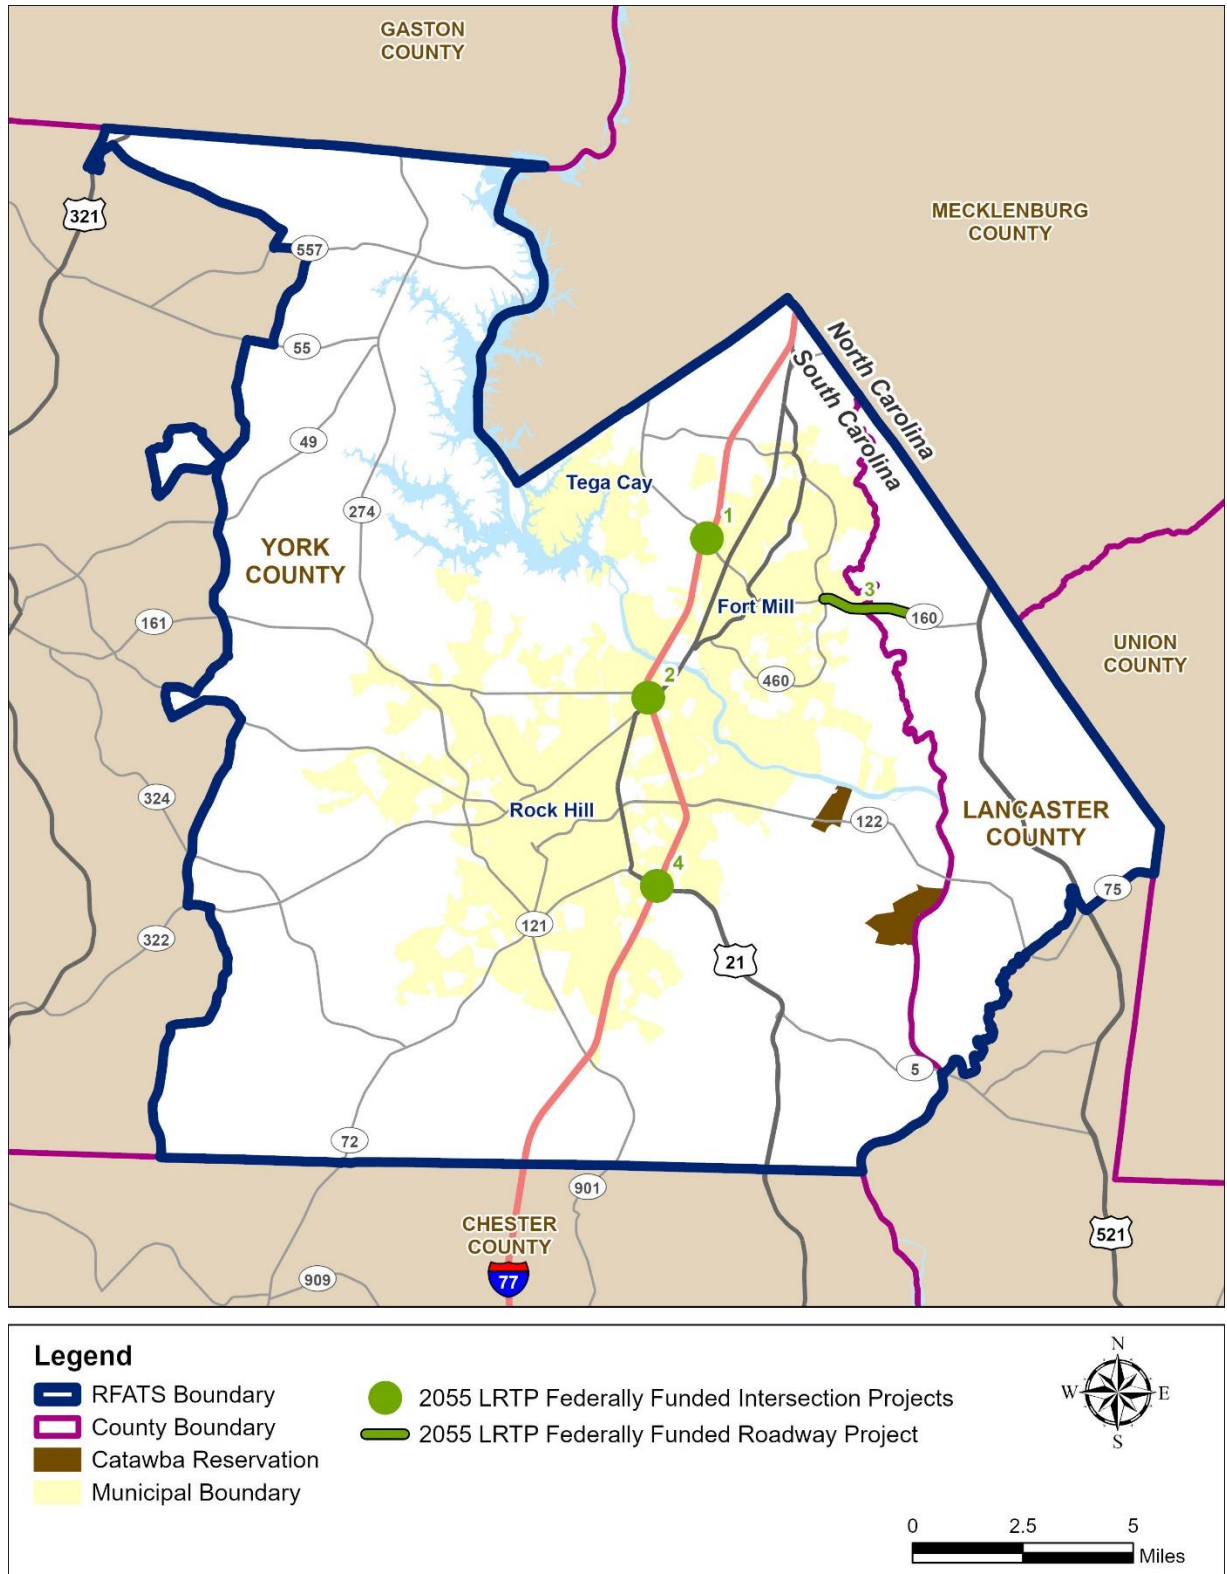 GASTON
COUNTY
MECKLENBURG
COUNTY
321
557
North Carolina
South Carolina
55
49
Tega Cay
274
1
YORK
COUNTY
Fort Mill
3
160
161
UNION
COUNTY
2
460
324
Rock Hill
LANCASTER
COUNTY
122
4
75
121
322
21
5
72
901
CHESTER
COUNTY
521
909
77
Legend
RFATS Boundary
County Boundary
Catawba Reservation
Municipal Boundary
2055 LRTP Federally Funded Intersection Projects
2055 LRTP Federally Funded Roadway Project
N
W E
S
0 2.5 5
Miles